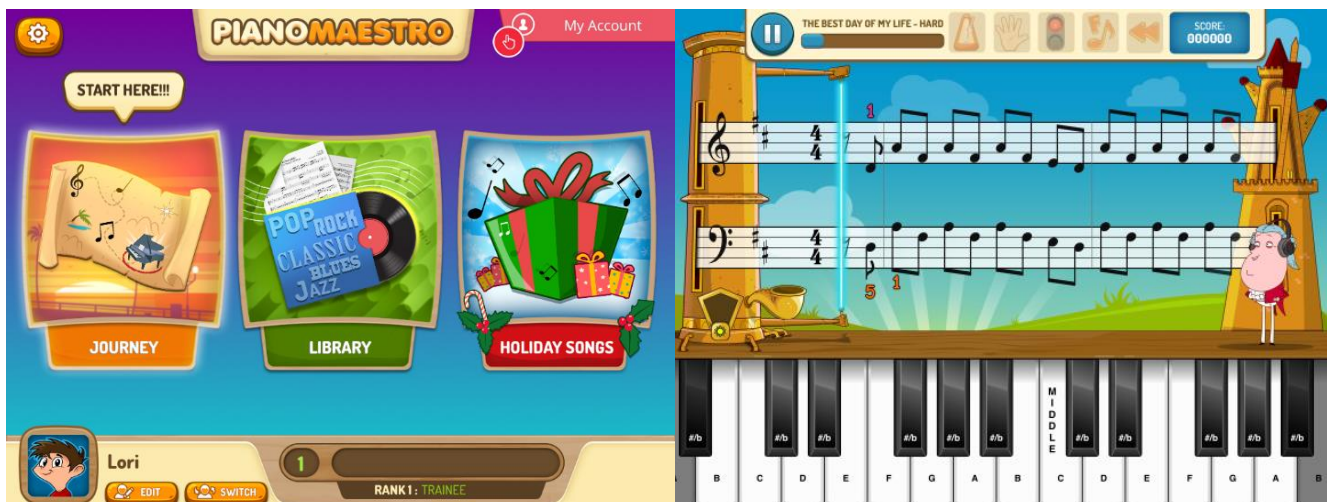 PIANOMAESTRO
My Account
START HERE!!!
POP ROCK
CLASSIC
BLUES
JAZZ
JOURNEY
LIBRARY
HOLIDAY SONGS
Lori
EDIT
SWITCH
1
RANK 1 : TRAINEE
THE BEST DAY OF MY LIFE - HARD
SCORE:
000000
1
4
4
4
4
5
1
#/b #/b #/b #/b #/b #/b #/b #/b #/b #/b #/b
MIDDLE
B C D E F G A B C D E F G A B